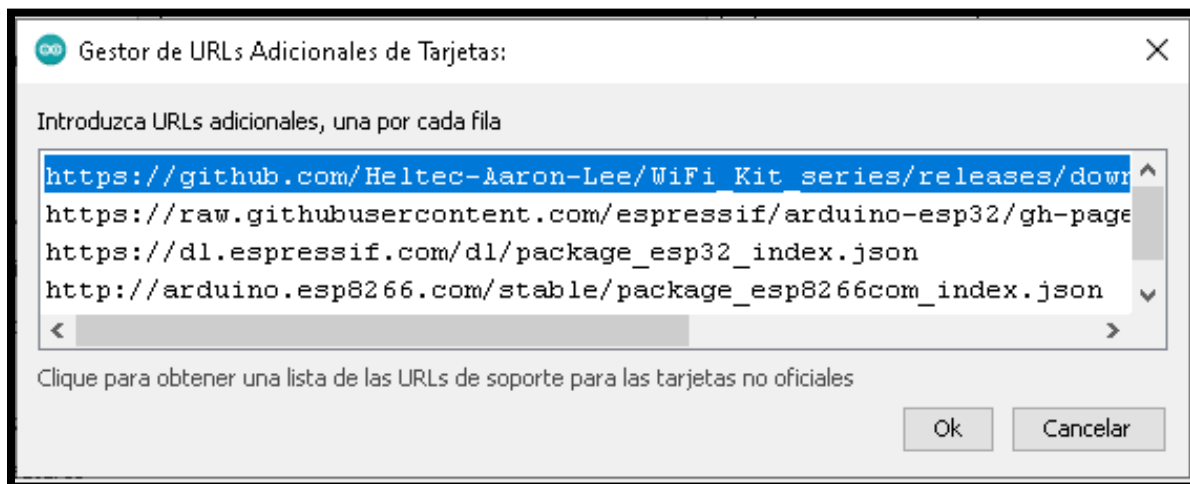 Gestor de URLs Adicionales de Tarjetas:
Introduzca URLs adicionales, una por cada fila
https://github.com/Heltec-Aaron-Lee/WiFi_Kit_series/releases/down
https://raw.githubusercontent.com/espressif/arduino-esp32/gh-page
https://dl.espressif.com/dl/package_esp32_index.json
http://arduino.esp8266.com/stable/package_esp8266com_index.json
Clique para obtener una lista de las URLs de soporte para las tarjetas no oficiales
Ok Cancelar